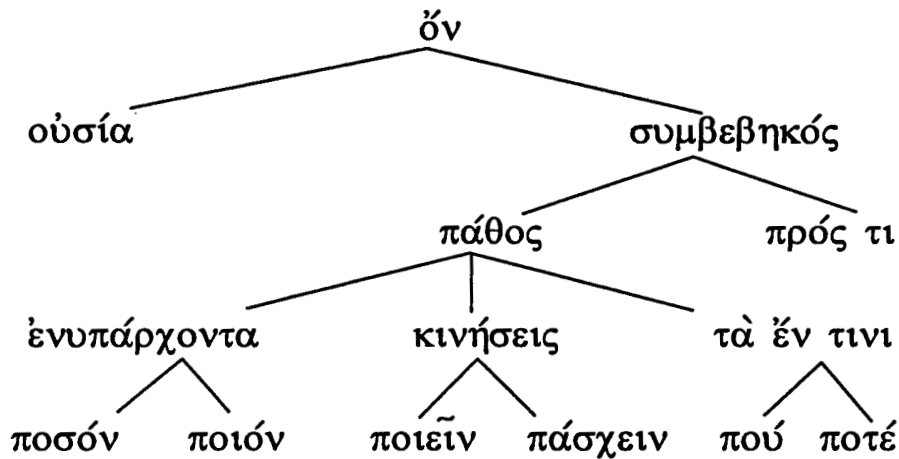 ὄν
οὐσία συμβεβηκός
πάθος πρός τι
ἐνυπάρχοντα κινήσεις τὰ ἔν τινι
ποσόν ποιόν ποιεῖν πάσχειν πού ποτέ